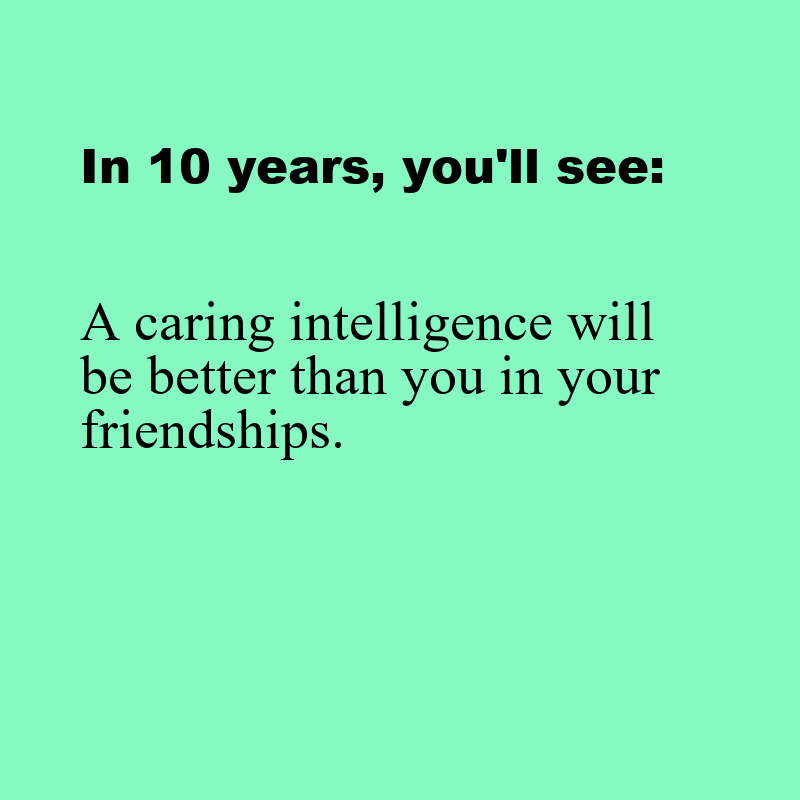 In 10 years, you'll see:
A caring intelligence will
be better than you in your
friendships.